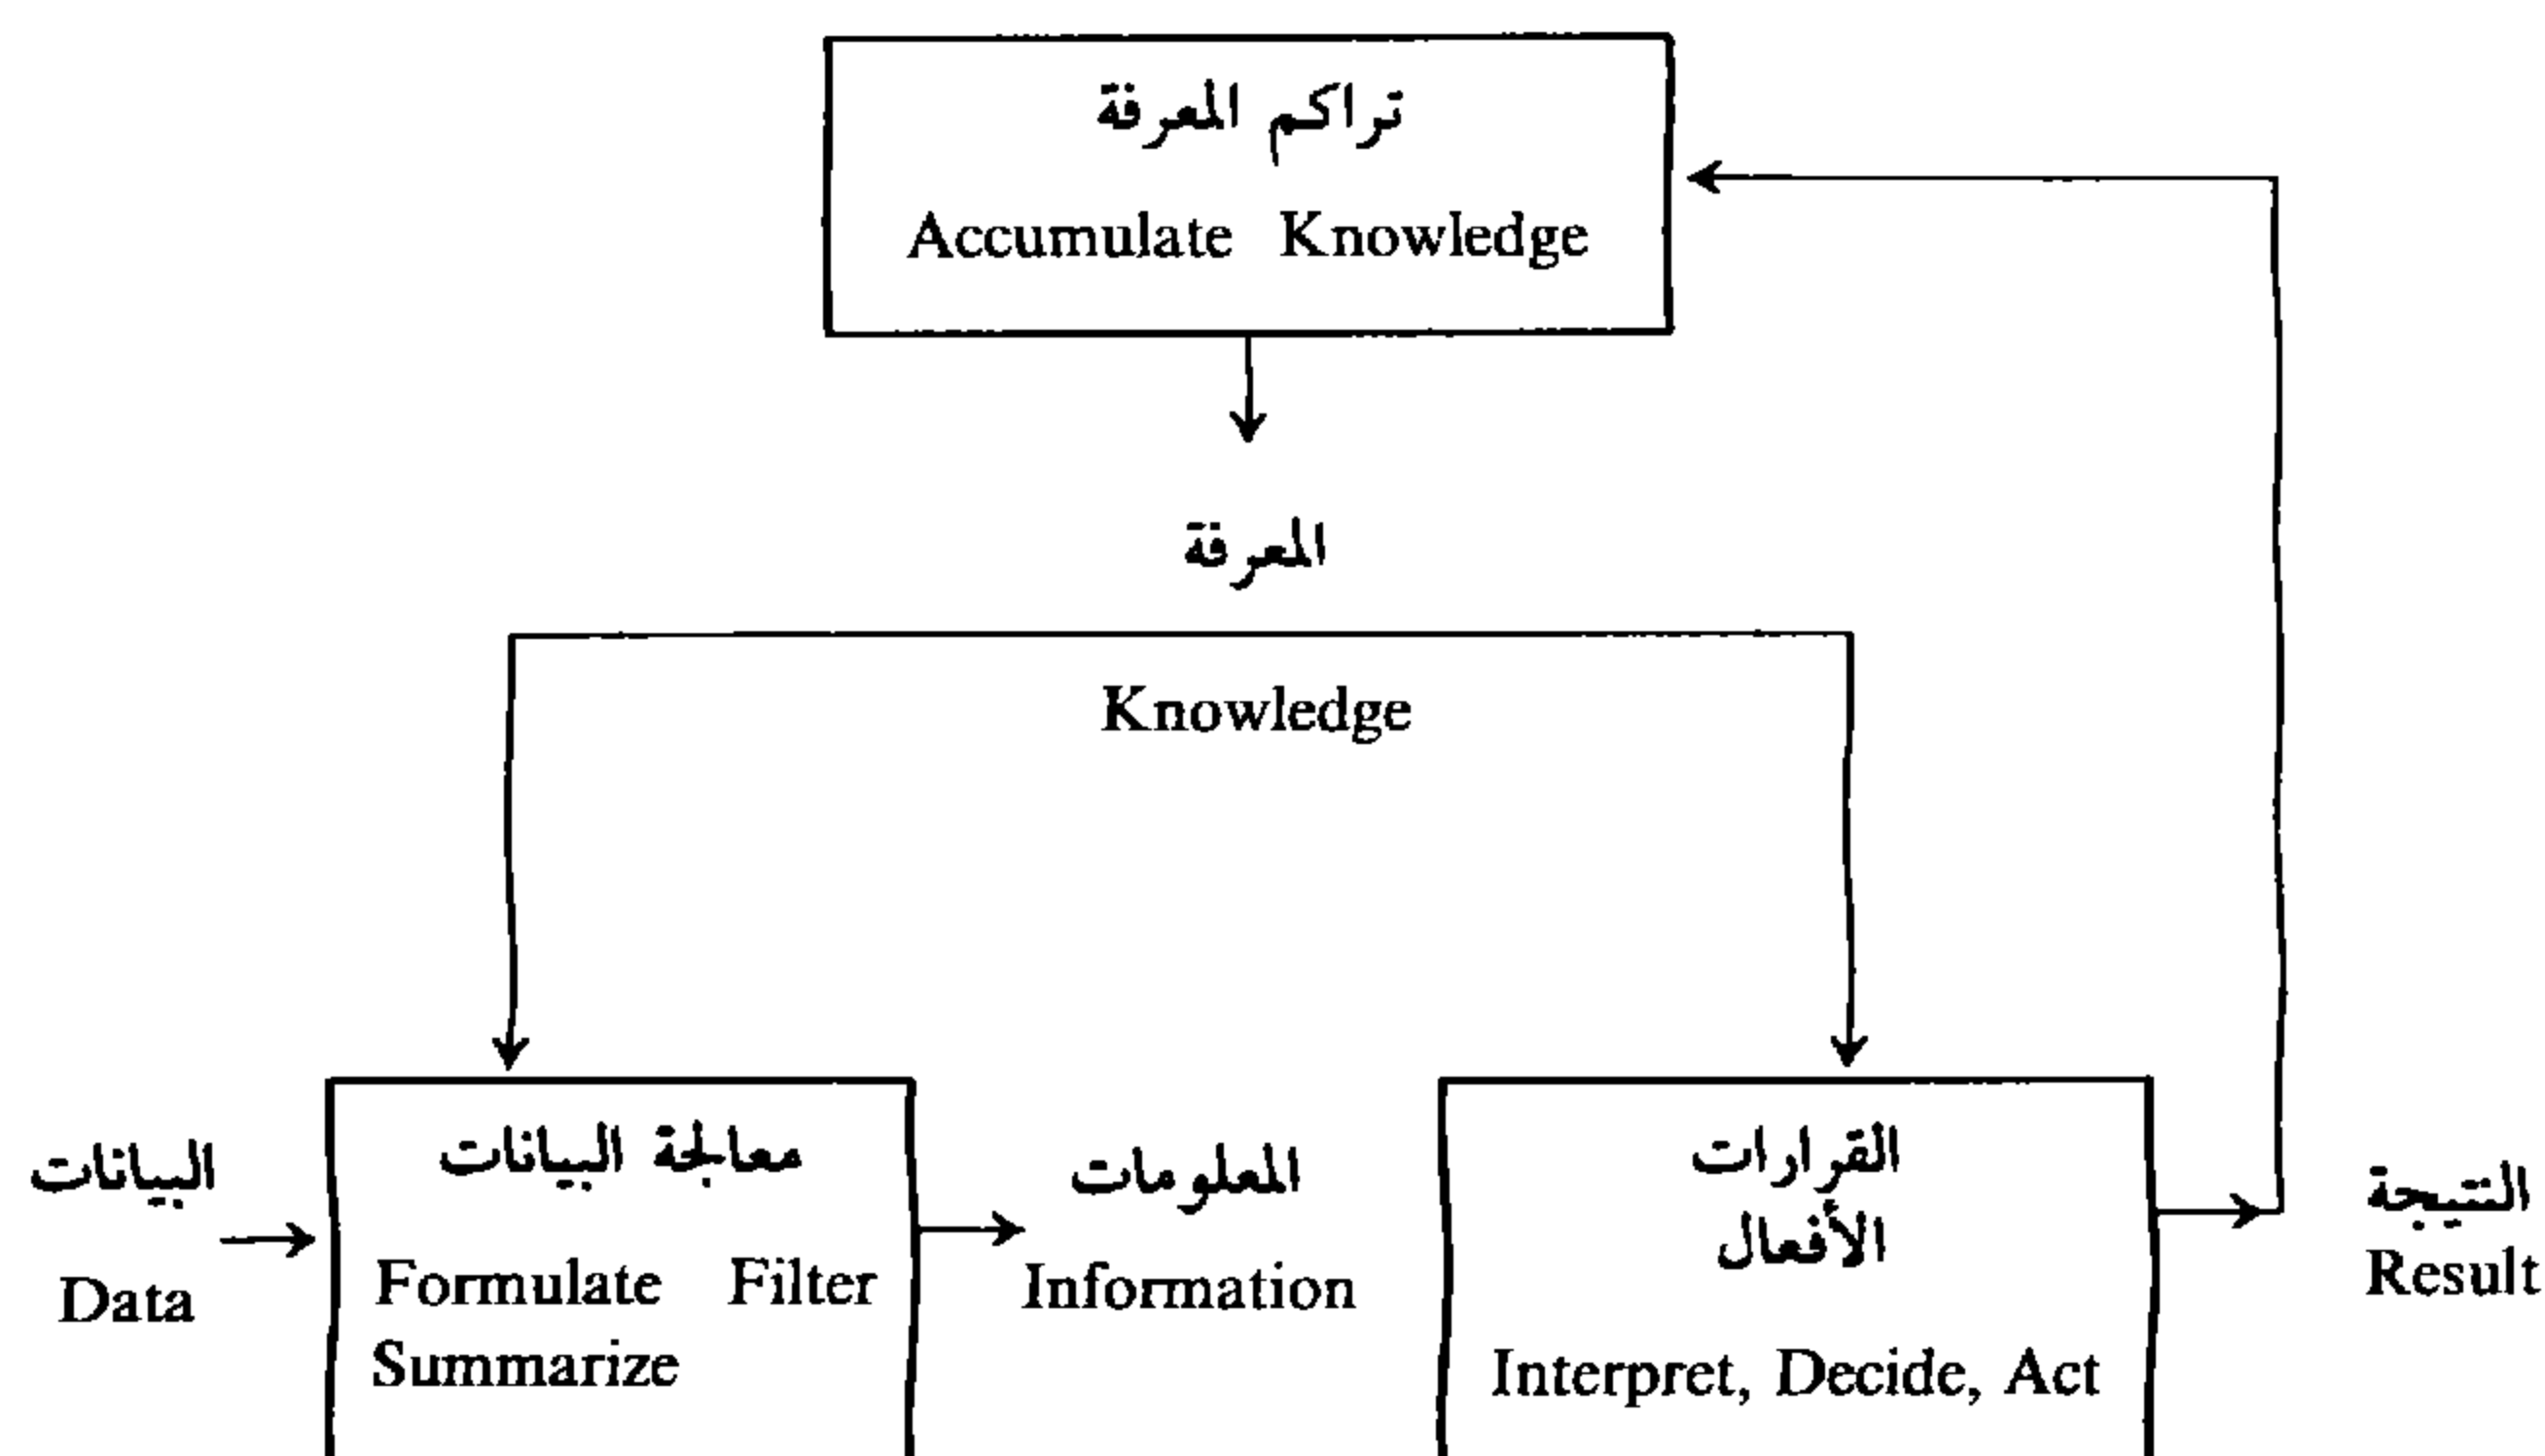 تراكم المعرفة
Accumulate Knowledge
المعرفة
Knowledge
البيانات
Data
معالجة البيانات
Formulate Filter
Summarize
المعلومات
Information
القرارات
الأفعال
Interpret, Decide, Act
النتيجة
Result